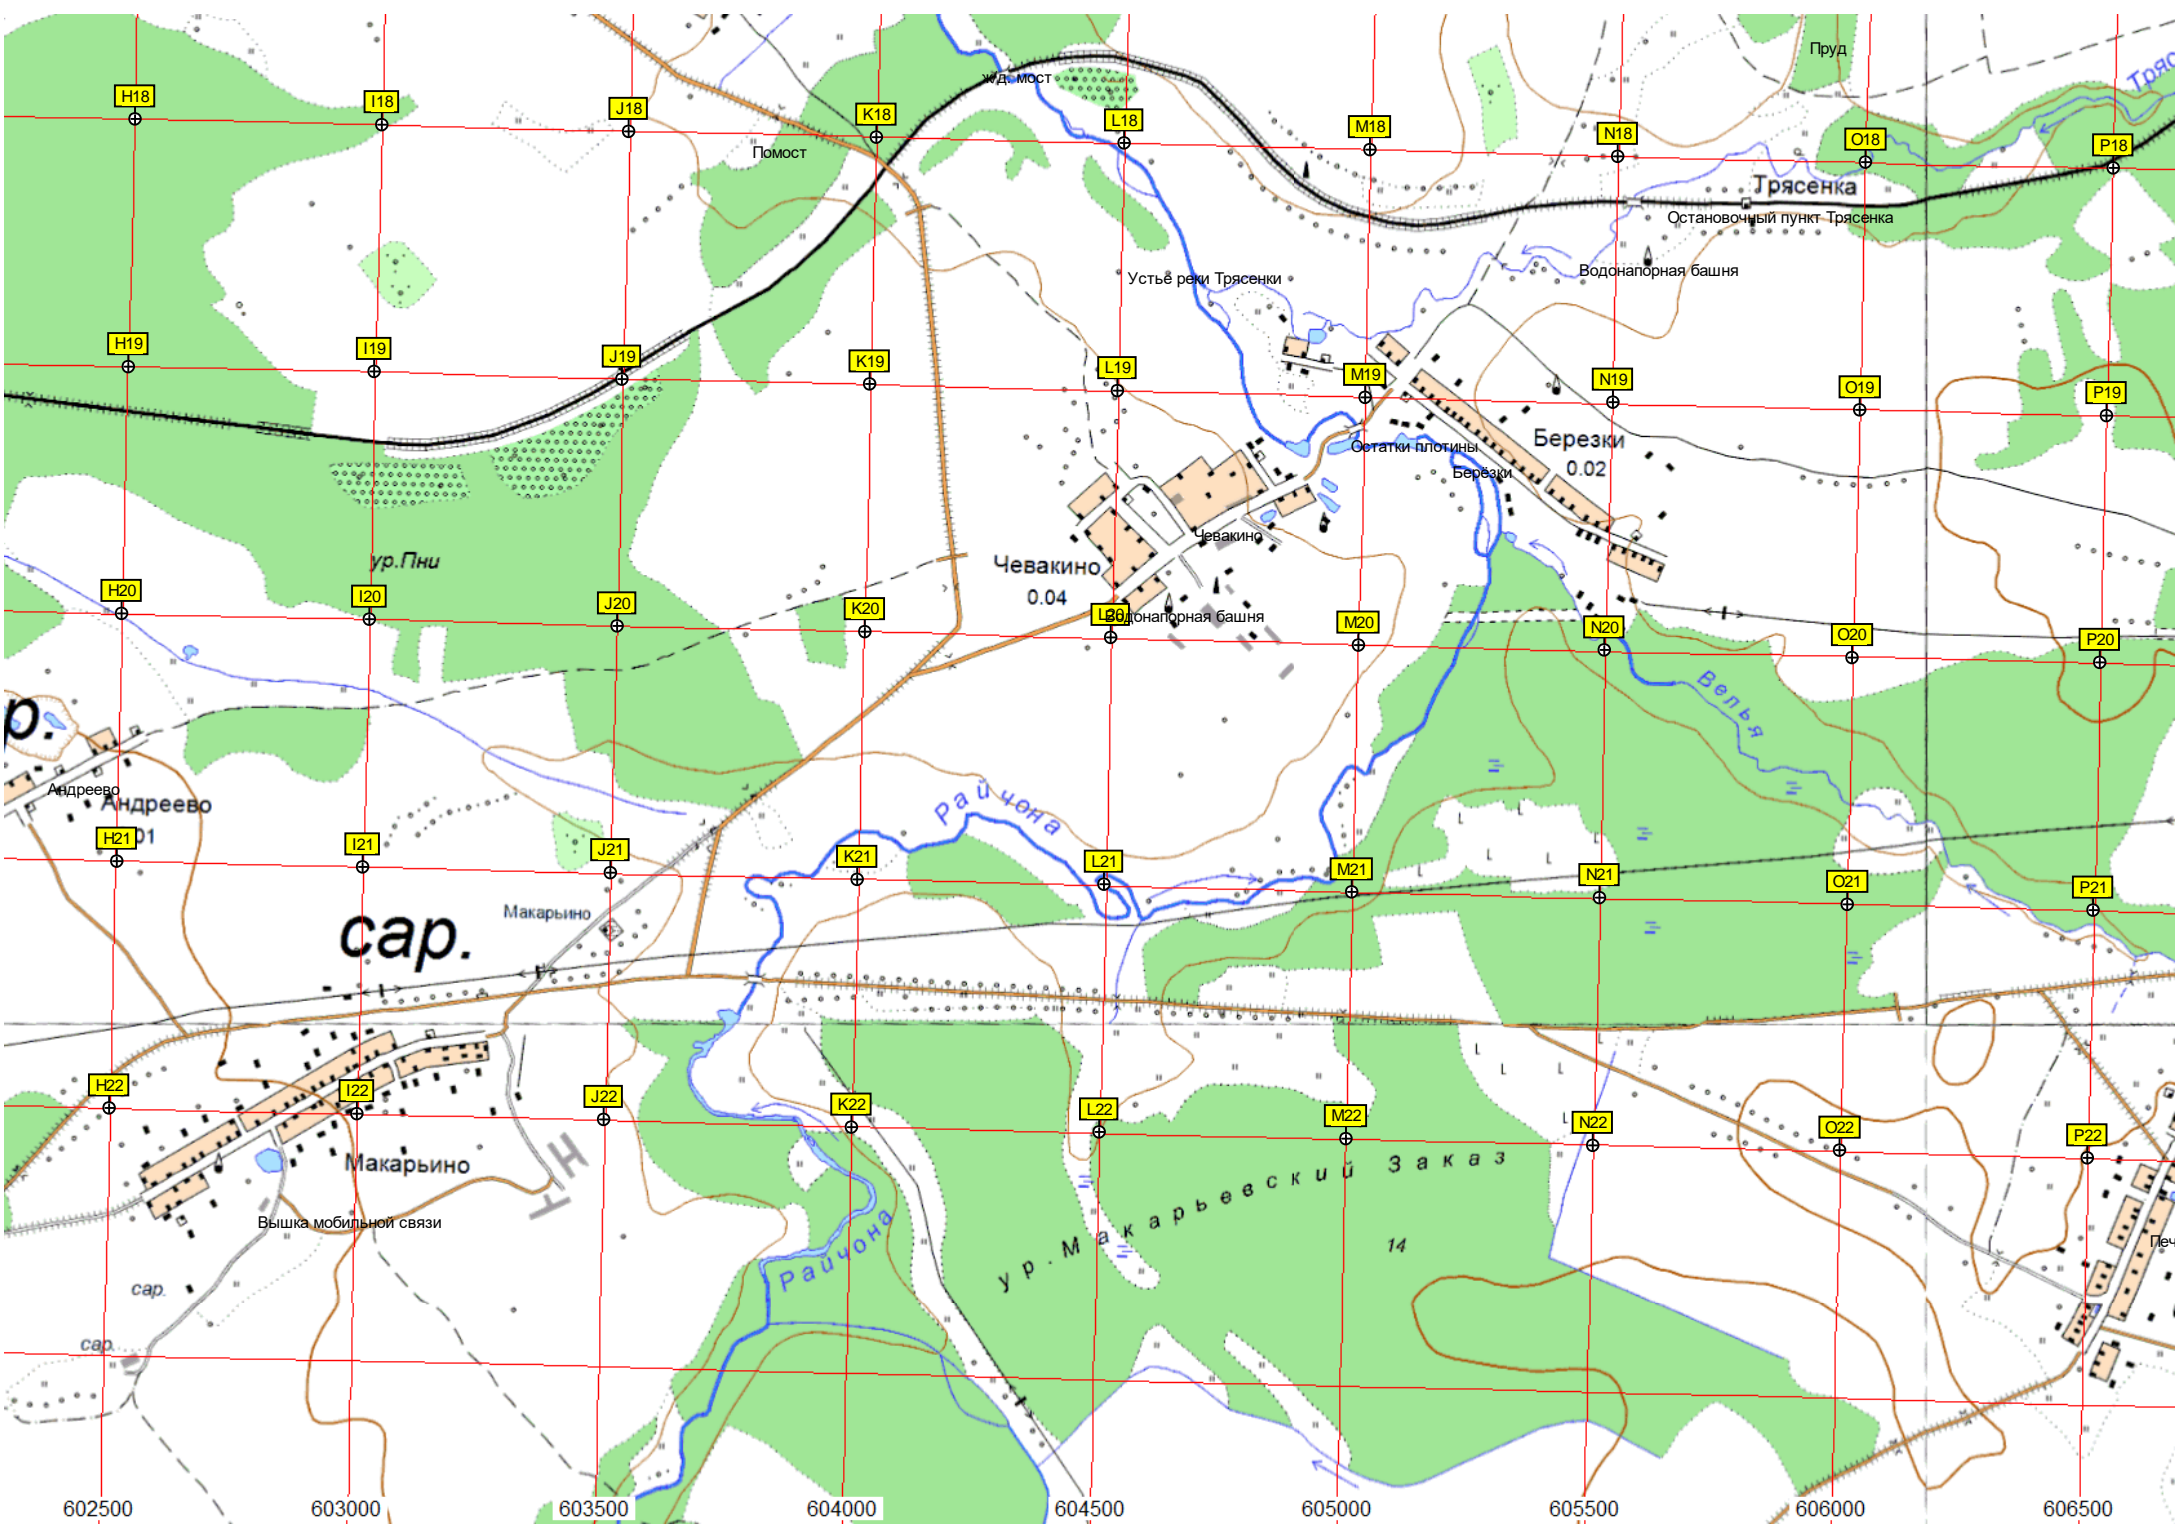 Пруд
ж/д. мост
H18
I18
J18
K18
L18
M18
N18
O18
P18
Помост
Трясенка
Остановочный пункт Трясенка
Водонапорная башня
Устье реки Трясенки
H19
I19
J19
K19
L19
M19
N19
O19
P19
Березки
0.02
Остатки плотины
Берёзки
Чевакино
Чевакино
0.04
ур.Пни
H20
I20
J20
K20
L20
Водонапорная башня
M20
N20
O20
P20
Велья
р.
Андреево
Андреево
01
Райчона
H21
I21
J21
K21
L21
M21
N21
O21
P21
Макарьино
сар.
H22
I22
J22
K22
L22
M22
N22
O22
P22
Макарьино
ур. Макарьевский Заказ
14
Вышка мобильной связи
Райчона
Печ
сар.
сар.
602500 603000 603500 604000 604500 605000 605500 606000 606500